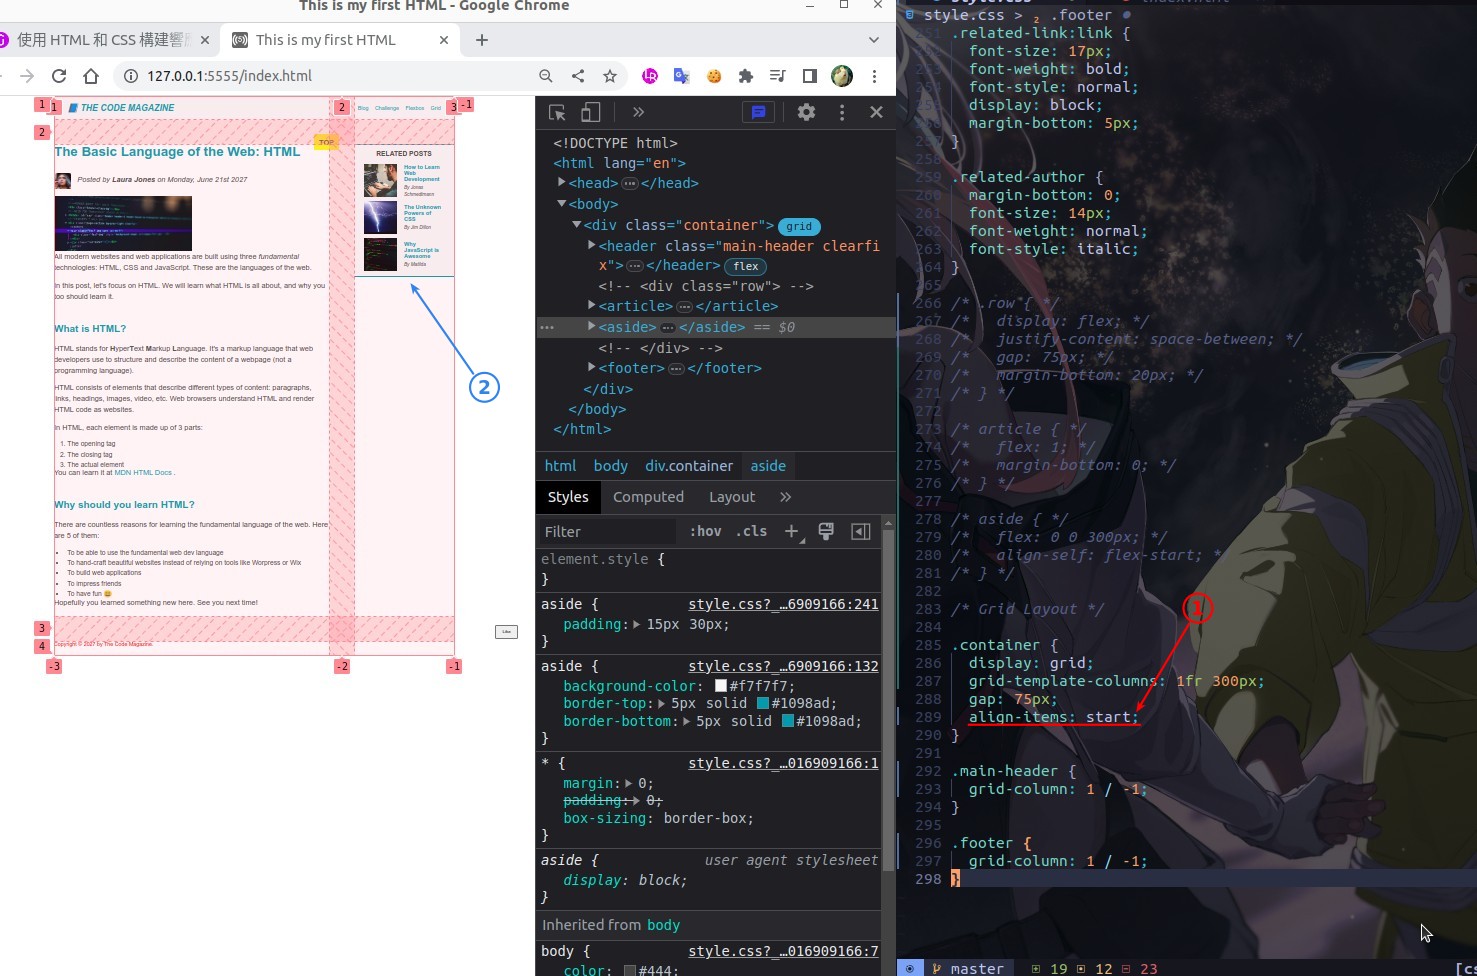 This is my first HTML - Google Chrome
使用 HTML 和 CSS 構建響應
This is my first HTML
127.0.0.1:5555/index.html
📘 THE CODE MAGAZINE
Blog Challenge Flexbox Grid
TOP
The Basic Language of the Web: HTML
Posted by Laura Jones on Monday, June 21st 2027
All modern websites and web applications are built using three fundamental
technologies: HTML, CSS and JavaScript. These are the languages of the web.
In this post, let's focus on HTML. We will learn what HTML is all about, and why you
too should learn it.
What is HTML?
HTML stands for HyperText Markup Language. It's a markup language that web
developers use to structure and describe the content of a webpage (not a
programming language).
HTML consists of elements that describe different types of content: paragraphs,
links, headings, images, video, etc. Web browsers understand HTML and render
HTML code as websites.
In HTML, each element is made up of 3 parts:
1. The opening tag
2. The closing tag
3. The actual element
You can learn it at MDN HTML Docs .
Why should you learn HTML?
There are countless reasons for learning the fundamental language of the web. Here
are 5 of them:
• To be able to use the fundamental web dev language
• To hand-craft beautiful websites instead of relying on tools like Worpress or Wix
• To build web applications
• To impress friends
• To have fun 😄
Hopefully you learned something new here. See you next time!
Copyright © 2027 by The Code Magazine.
RELATED POSTS
How to Learn
Web
Development
By Jonas
Schmedtmann
The Unknown
Powers of
CSS
By Jim Dillon
Why
JavaScript is
Awesome
By Matilda
Like
1 1 2 3 -1
2
3
4
-3 -2 -1
2
<!DOCTYPE html>
<html lang="en">
<head> ⋯ </head>
<body>
<div class="container"> grid
<header class="main-header clearfi
x"> ⋯ </header> flex
<!-- <div class="row"> -->
<article> ⋯ </article>
<aside> ⋯ </aside> == $0
<!-- </div> -->
<footer> ⋯ </footer>
</div>
</body>
</html>
html body div.container aside
Styles Computed Layout »
Filter :hov .cls +
element.style {
}
aside { style.css?_…6909166:241
padding: 15px 30px;
}
aside { style.css?_…6909166:132
background-color: #f7f7f7;
border-top: 5px solid #1098ad;
border-bottom: 5px solid #1098ad;
}
* { style.css?_…016909166:1
margin: 0;
padding: 0;
box-sizing: border-box;
}
aside { user agent stylesheet
display: block;
}
Inherited from body
body { style.css?_…016909166:7
color: #444;
style.css > .footer
.related-link:link {
font-size: 17px;
font-weight: bold;
font-style: normal;
display: block;
margin-bottom: 5px;
}
258
259 .related-author {
260 margin-bottom: 0;
261 font-size: 14px;
262 font-weight: normal;
263 font-style: italic;
264 }
265
266 /* .row { */
267 /* display: flex; */
268 /* justify-content: space-between; */
269 /* gap: 75px; */
270 /* margin-bottom: 20px; */
271 /* } */
272
273 /* article { */
274 /* flex: 1; */
275 /* margin-bottom: 0; */
276 /* } */
277
278 /* aside { */
279 /* flex: 0 0 300px; */
280 /* align-self: flex-start; */
281 /* } */
282
283 /* Grid Layout */
284
285 .container {
286 display: grid;
287 grid-template-columns: 1fr 300px;
288 gap: 75px;
289 align-items: start;
290 }
291
292 .main-header {
293 grid-column: 1 / -1;
294 }
295
296 .footer {
297 grid-column: 1 / -1;
298 }
1
master 19 12 23
[cs